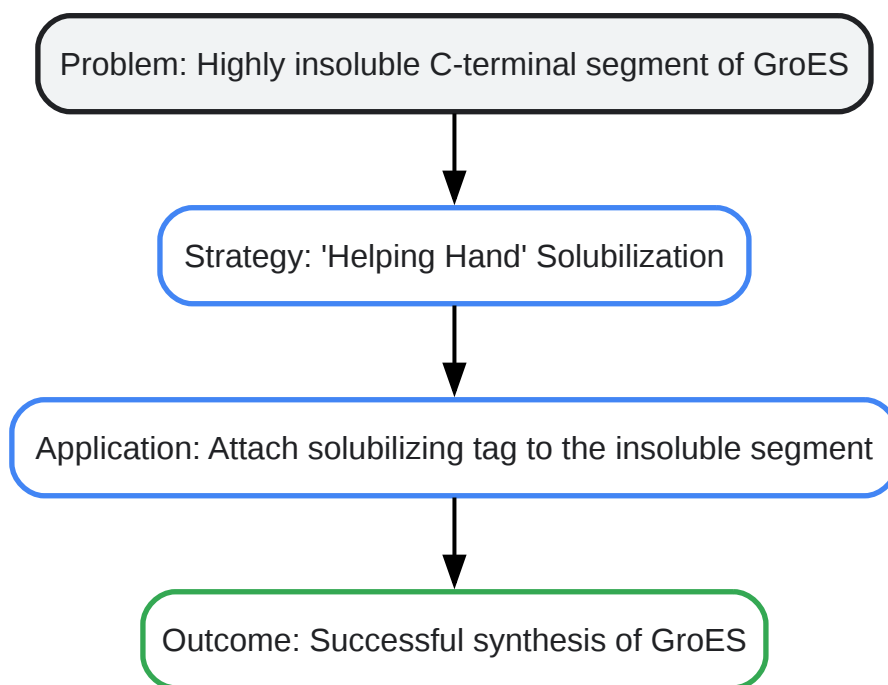 Problem: Highly insoluble C-terminal segment of GroES
Strategy: 'Helping Hand' Solubilization
Application: Attach solubilizing tag to the insoluble segment
Outcome: Successful synthesis of GroES